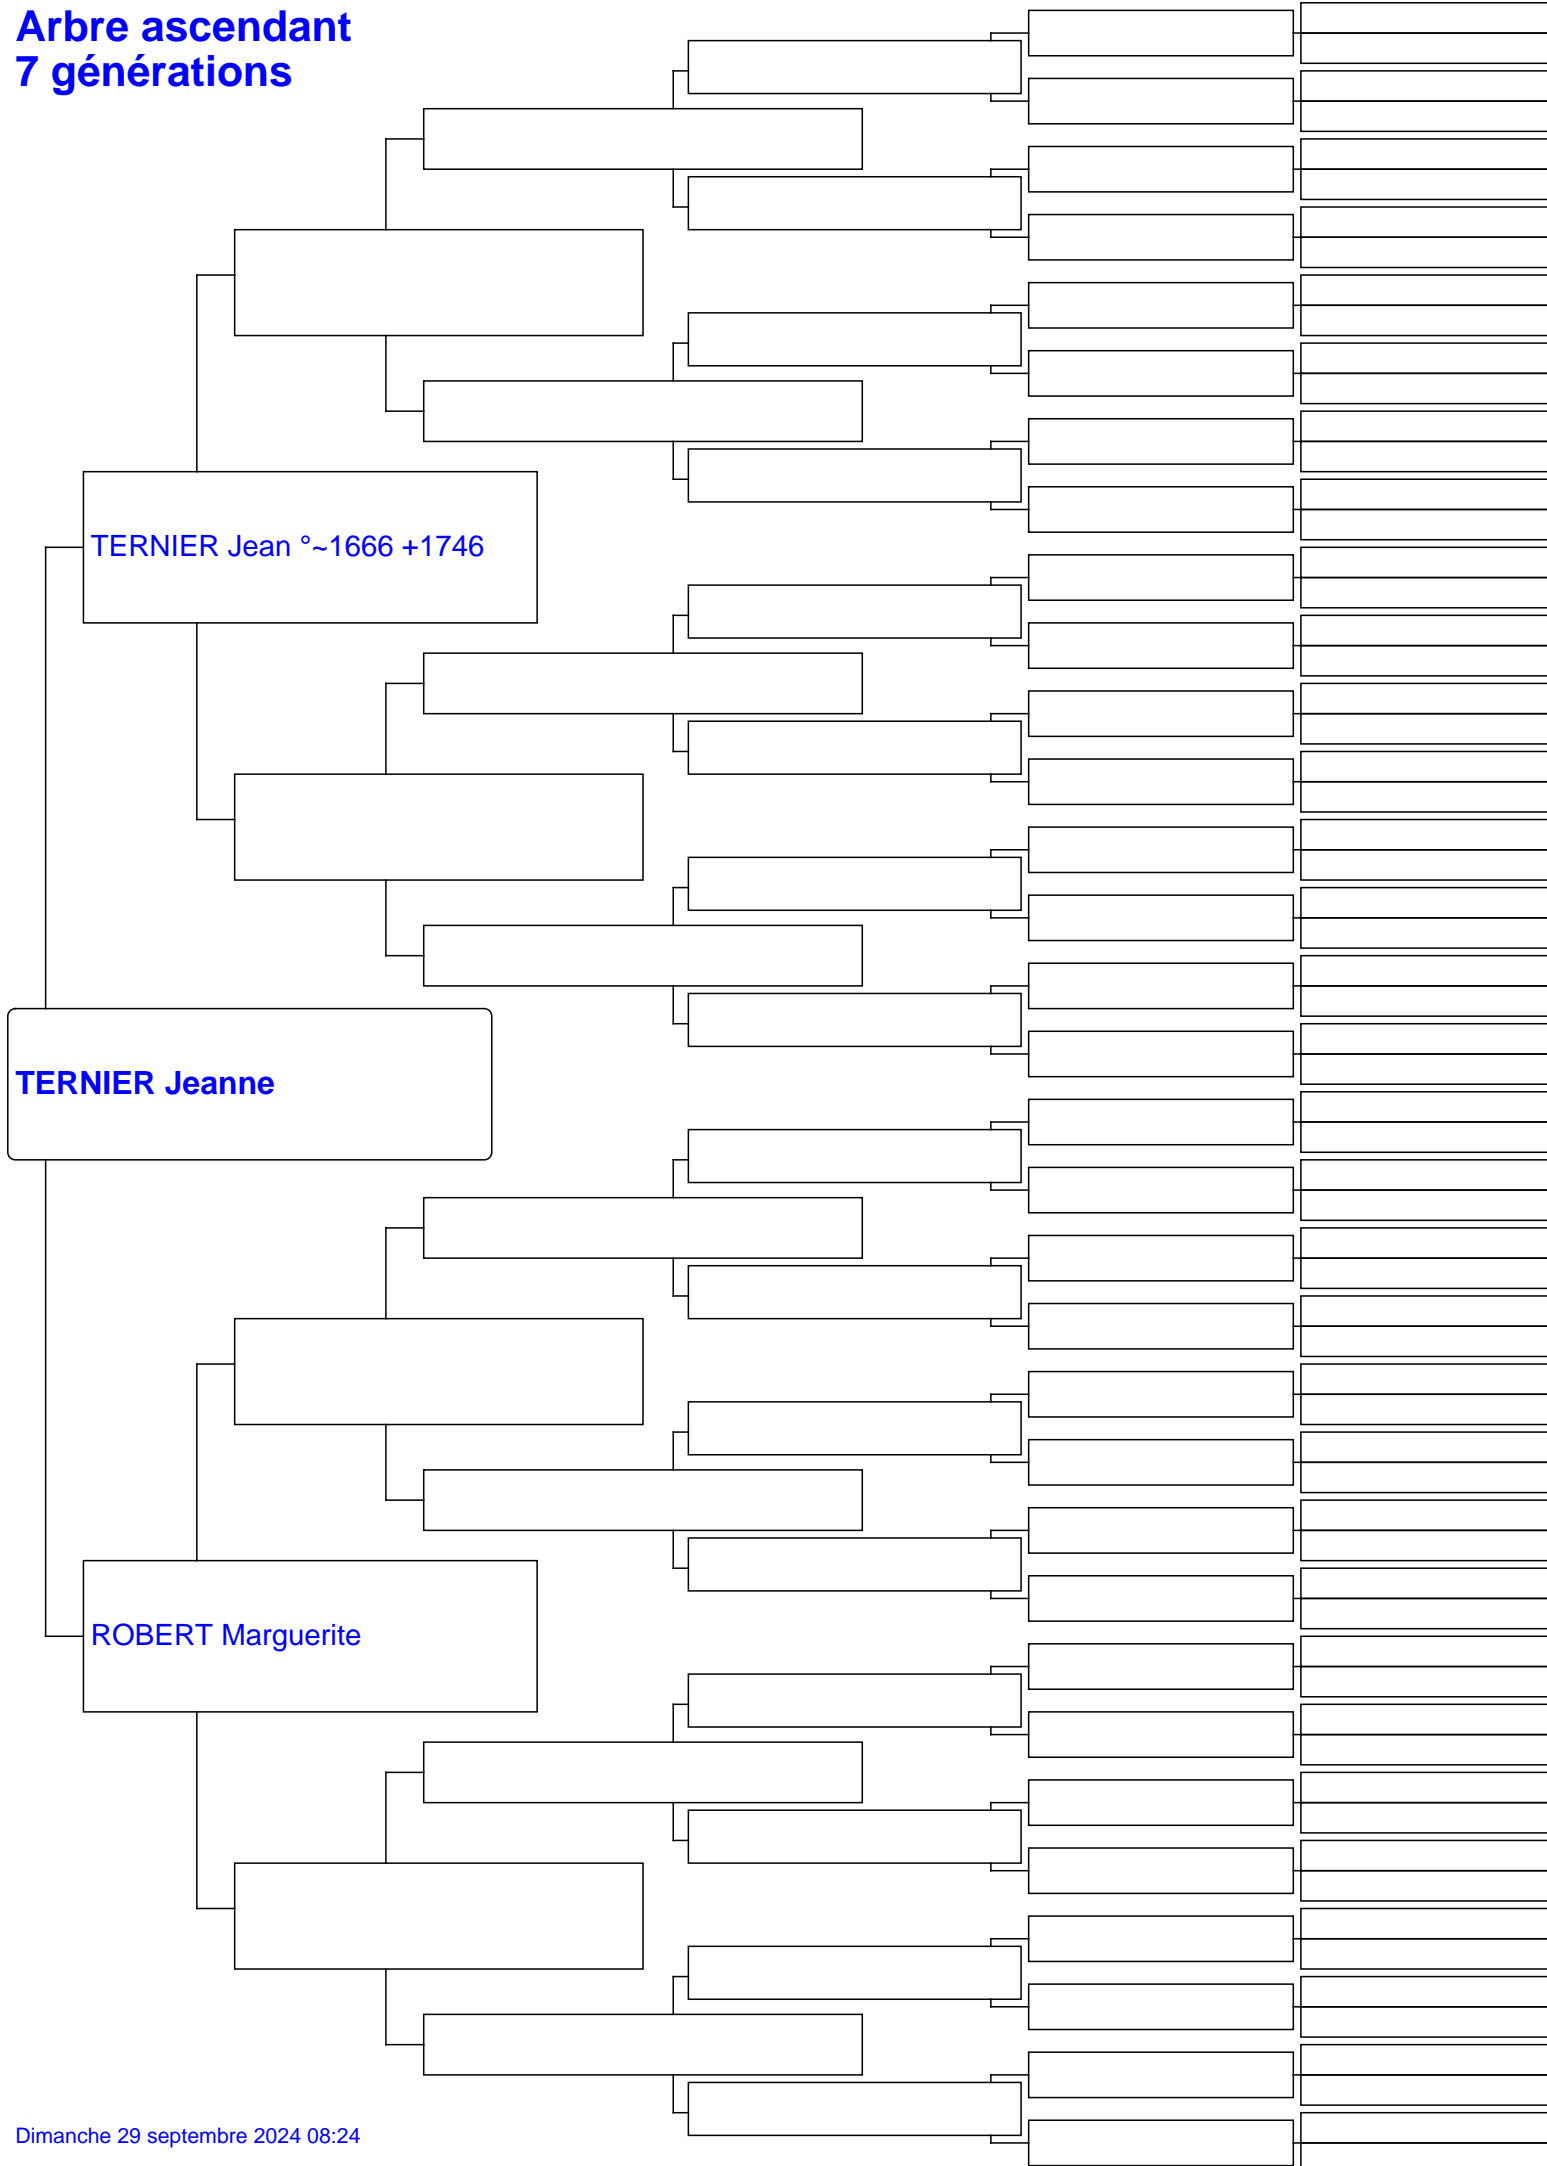 Arbre ascendant
7 générations
TERNIER Jean °~1666 +1746
TERNIER Jeanne
ROBERT Marguerite
Dimanche 29 septembre 2024 08:24